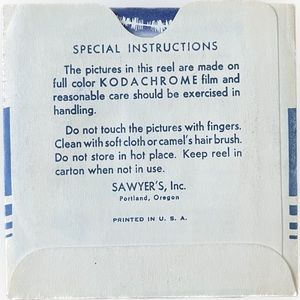 SPECIAL INSTRUCTIONS
The pictures in this reel are made on
full color KODACHROME film and
reasonable care should be exercised in
handling.
Do not touch the pictures with fingers.
Clean with soft cloth or camel's hair brush.
Do not store in hot place. Keep reel in
carton when not in use.
SAWYER'S, Inc.
Portland, Oregon
PRINTED IN U. S. A.